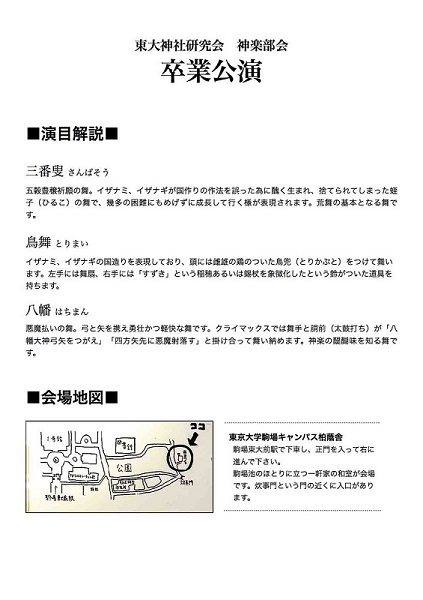 東大神社研究会 神楽部会
卒業公演
■演目解説■
三番叟 さんばそう
五穀豊穣祈願の舞。イザナミ、イザナギが国作りの作法を誤った為に醜く生まれ、捨てられてしまった蛭
子(ひるこ)の舞で、幾多の困難にもめげずに成長して行く様が表現されます。荒舞の基本となる舞で
す。
鳥舞 とりまい
イザナミ、イザナギの国造りを表現しており、頭には雌雄の鶏のついた鳥兜(とりかぶと)をつけて舞い
ます。左手には舞扇、右手には「すずき」という稲穂あるいは錫杖を象徴化したという鈴がついた道具を
持ちます。
八幡 はちまん
悪魔払いの舞。弓と矢を携え勇壮かつ軽快な舞です。クライマックスでは舞手と胴前(太鼓打ち)が「八
幡大神弓矢をつがえ」「四方矢先に悪魔射落す」と掛け合って舞い納めます。神楽の醍醐味を知る舞で
す。
■会場地図■
ココ
1号館
公園
東京大学駒場キャンパス柏蔭舎
駒場東大前駅で下車し、正門を入って右に
進んで下さい。
駒場池のほとりに立つ一軒家の和室が会場
です。炊事門という門の近くに入口があり
ます。